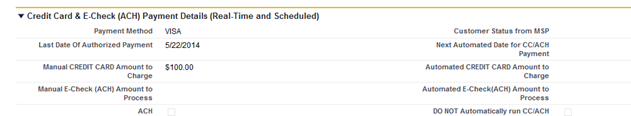 ▼ Credit Card & E-Check (ACH) Payment Details (Real-Time and Scheduled)
Payment Method VISA Customer Status from MSP
Last Date Of Authorized Payment 5/22/2014 Next Automated Date for CC/ACH
Payment
Manual CREDIT CARD Amount to $100.00 Automated CREDIT CARD Amount to
Charge Charge
Manual E-Check (ACH) Amount to Automated E-Check(ACH) Amount to
Process Process
ACH DO NOT Automatically run CC/ACH